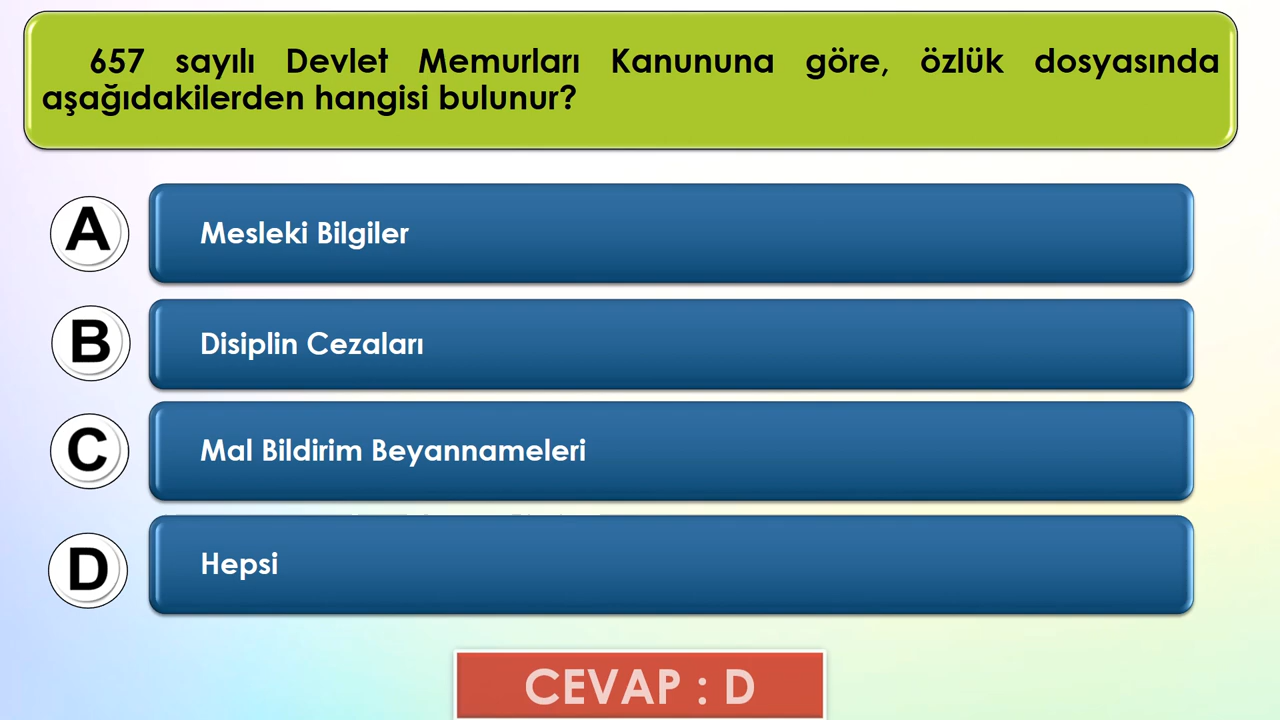 657 sayılı Devlet Memurları Kanununa göre, özlük dosyasında
aşağıdakilerden hangisi bulunur?
A Mesleki Bilgiler
B Disiplin Cezaları
C Mal Bildirim Beyannameleri
D Hepsi
CEVAP : D